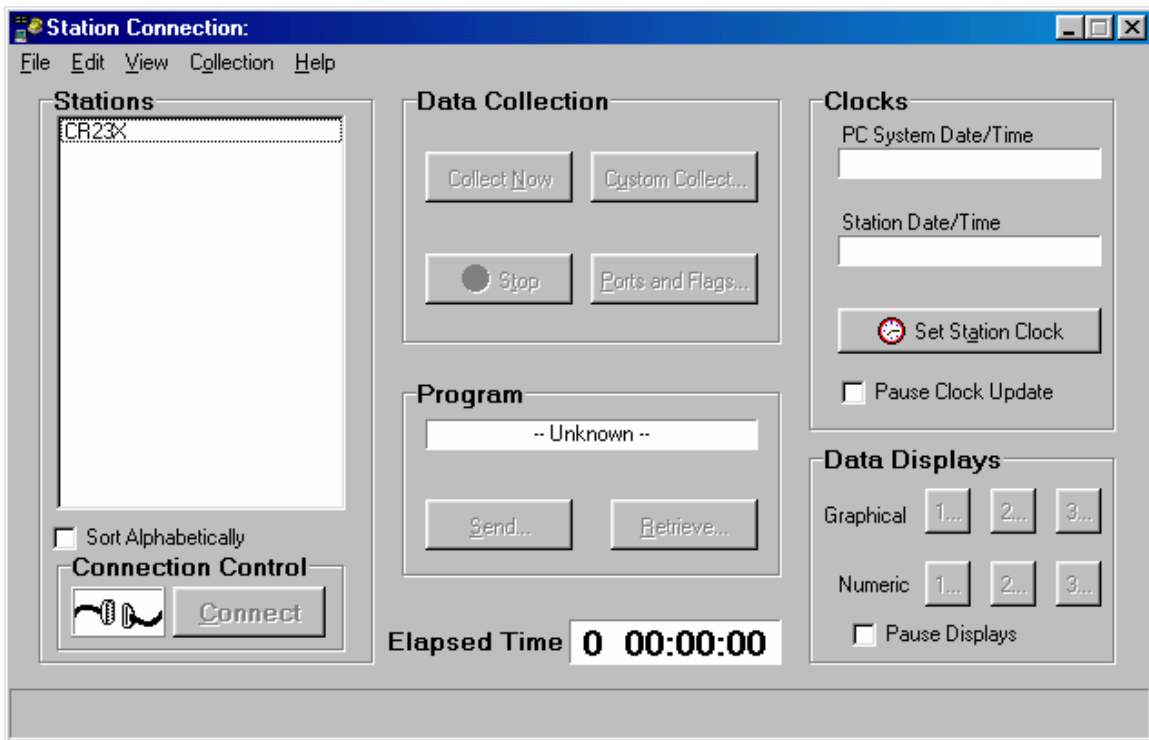 Station Connection:
File Edit View Collection Help
Stations
CR23X
Sort Alphabetically
Connection Control
Connect
Data Collection
Collect Now Custom Collect...
Stop Ports and Flags...
Program
-- Unknown --
Send... Retrieve...
Elapsed Time 0 00:00:00
Clocks
PC System Date/Time
Station Date/Time
Set Station Clock
Pause Clock Update
Data Displays
Graphical 1... 2... 3...
Numeric 1... 2... 3...
Pause Displays